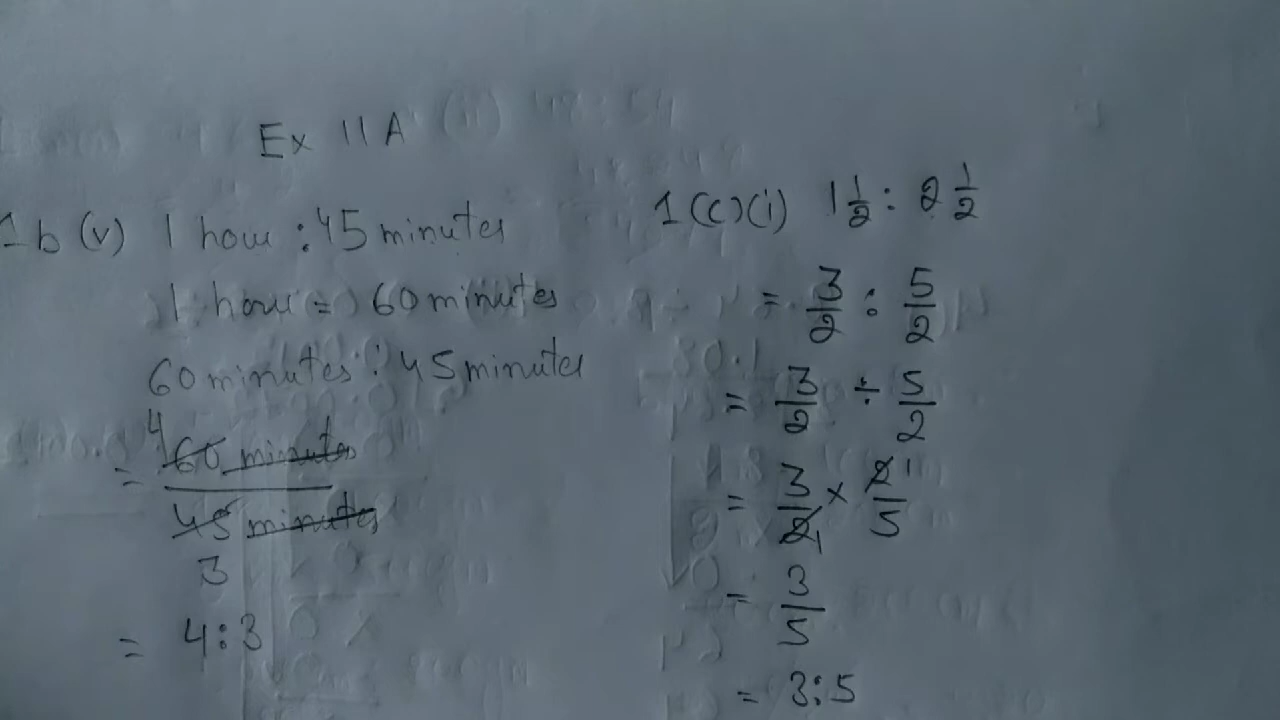 Ex 11A
1b (v) 1 hour : 45 minutes
1 hour = 60 minutes
60 minutes : 45 minutes
4
= 60 minutes
45 minutes
3
= 4:3
1(c)(i) 1 1/2 : 2 1/2
= 3/2 : 5/2
= 3/2 ÷ 5/2
= 3/2 1 × 2/5 1
= 3/5
= 3:5